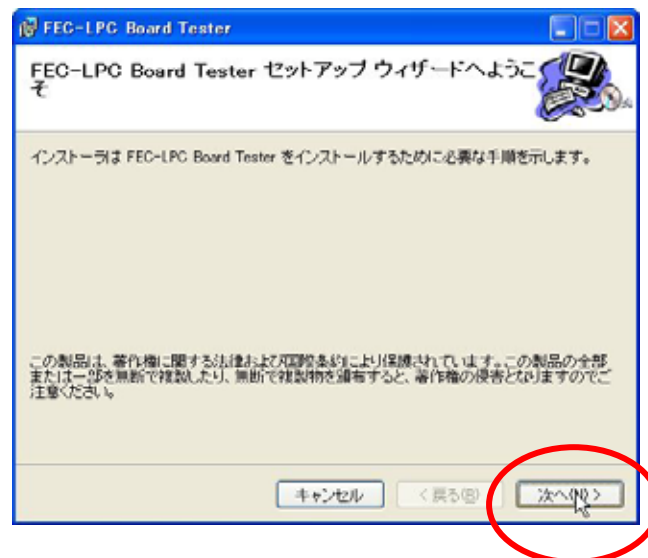 FEC-LPC Board Tester
FEC-LPC Board Tester セットアップ ウィザードへようこ
そ
インストーラは FEC-LPC Board Tester をインストールするために必要な手順を示します。
この製品は、著作権に関する法律および国際条約により保護されています。この製品の全部
または一部を無断で複製したり、無断で複製物を頒布すると、著作権の侵害となりますのでご
注意ください。
キャンセル
< 戻る(B)
次へ(N) >